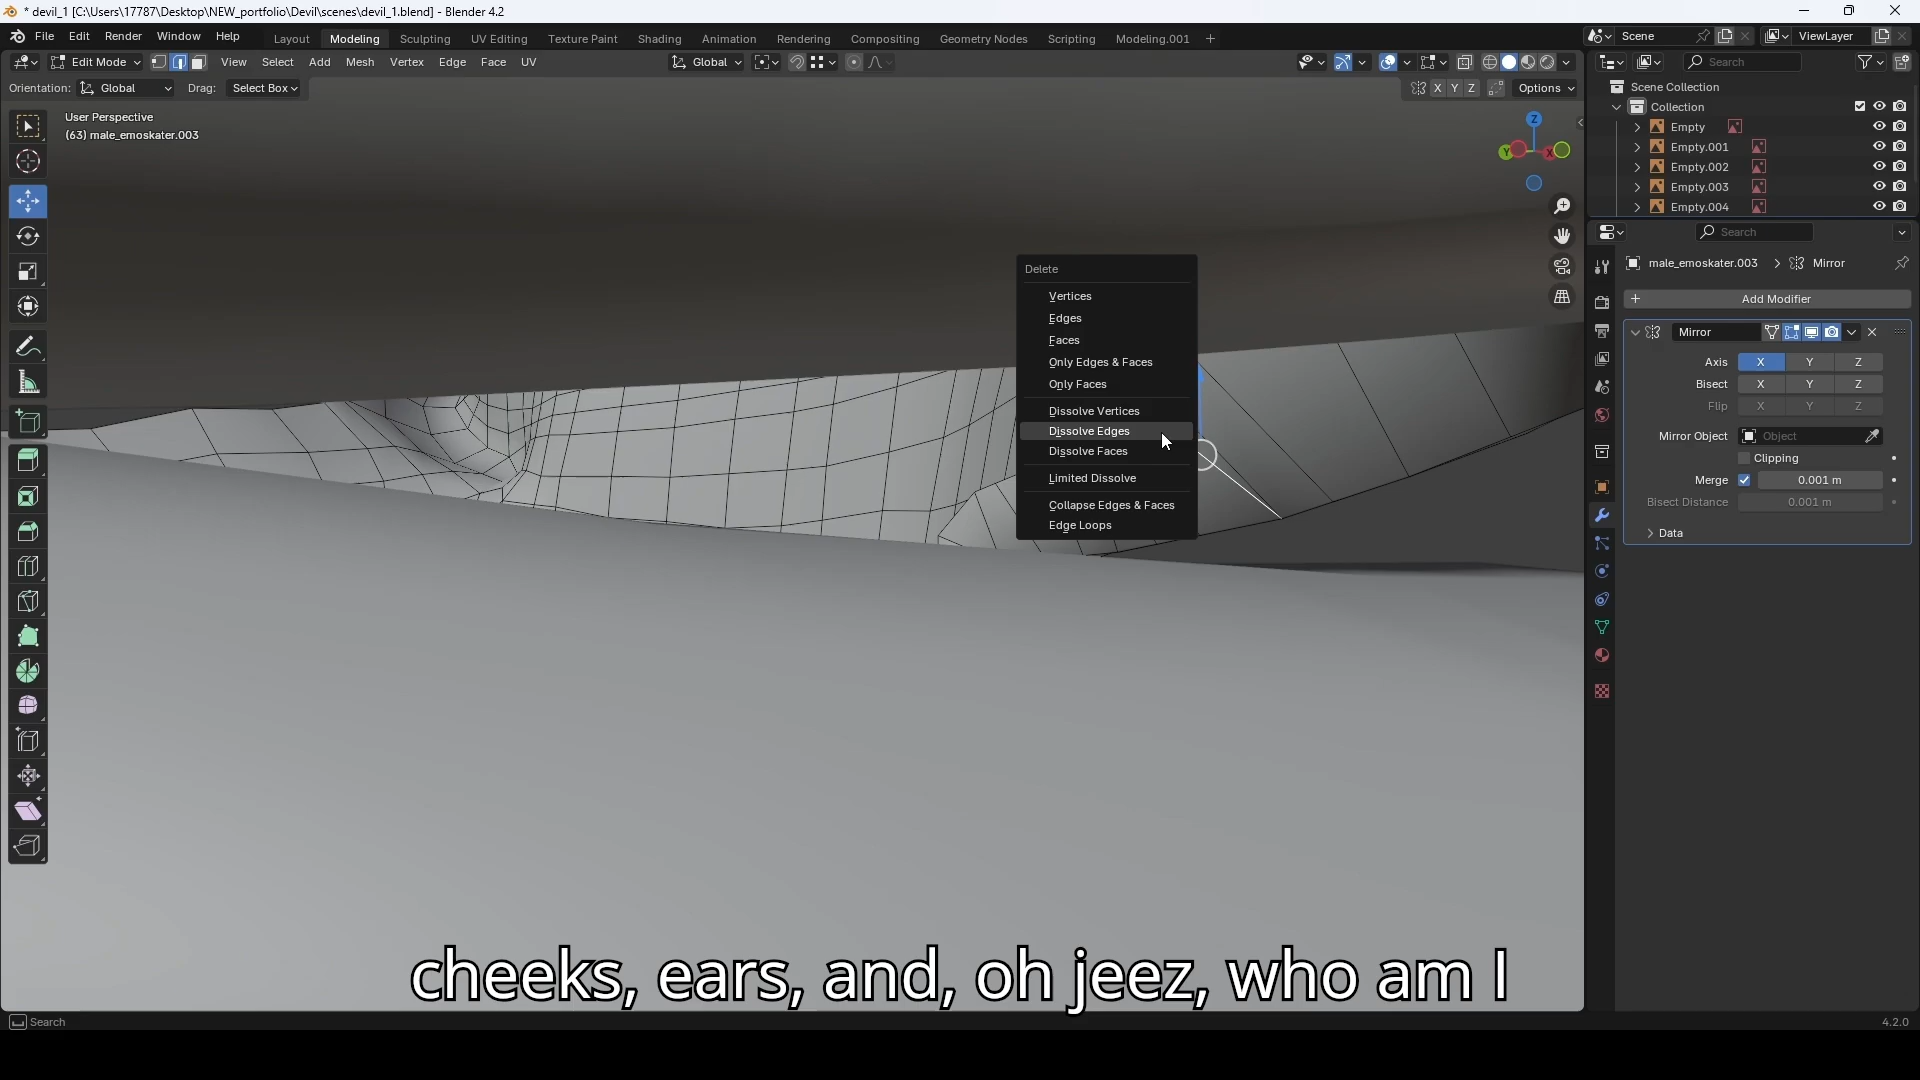 * devil_1 [C:\Users\17787\Desktop\NEW_portfolio\Devil\scenes\devil_1.blend] - Blender 4.2
File Edit Render Window Help Layout Modeling Sculpting UV Editing Texture Paint Shading Animation Rendering Compositing Geometry Nodes Scripting Modeling.001 + Scene ViewLayer
Edit Mode View Select Add Mesh Vertex Edge Face UV Global Search
Orientation: Global Drag: Select Box X Y Z Options
Scene Collection
Collection
Empty
Empty.001
Empty.002
Empty.003
Empty.004
User Perspective
(63) male_emoskater.003
Z
Y X
Delete
Vertices
Edges
Faces
Only Edges & Faces
Only Faces
Dissolve Vertices
Dissolve Edges
Dissolve Faces
Limited Dissolve
Collapse Edges & Faces
Edge Loops
Search
male_emoskater.003 > Mirror
+ Add Modifier
Mirror
Axis X Y Z
Bisect X Y Z
Flip X Y Z
Mirror Object Object
Clipping
Merge 0.001 m
Bisect Distance 0.001 m
Data
cheeks, ears, and, oh jeez, who am I
Search 4.2.0